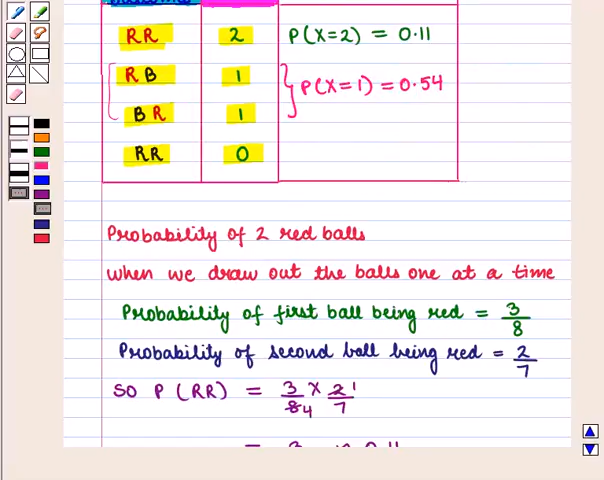 RR 2 P(X=2) = 0.11
RB 1
P(X=1) = 0.54
BR 1
RR 0
Probability of 2 red balls
when we draw out the balls one at a time
Probability of first ball being red = 3/8
Probability of second ball being red = 2/7
SO P (RR) = 3/8 4 × 2 1/7